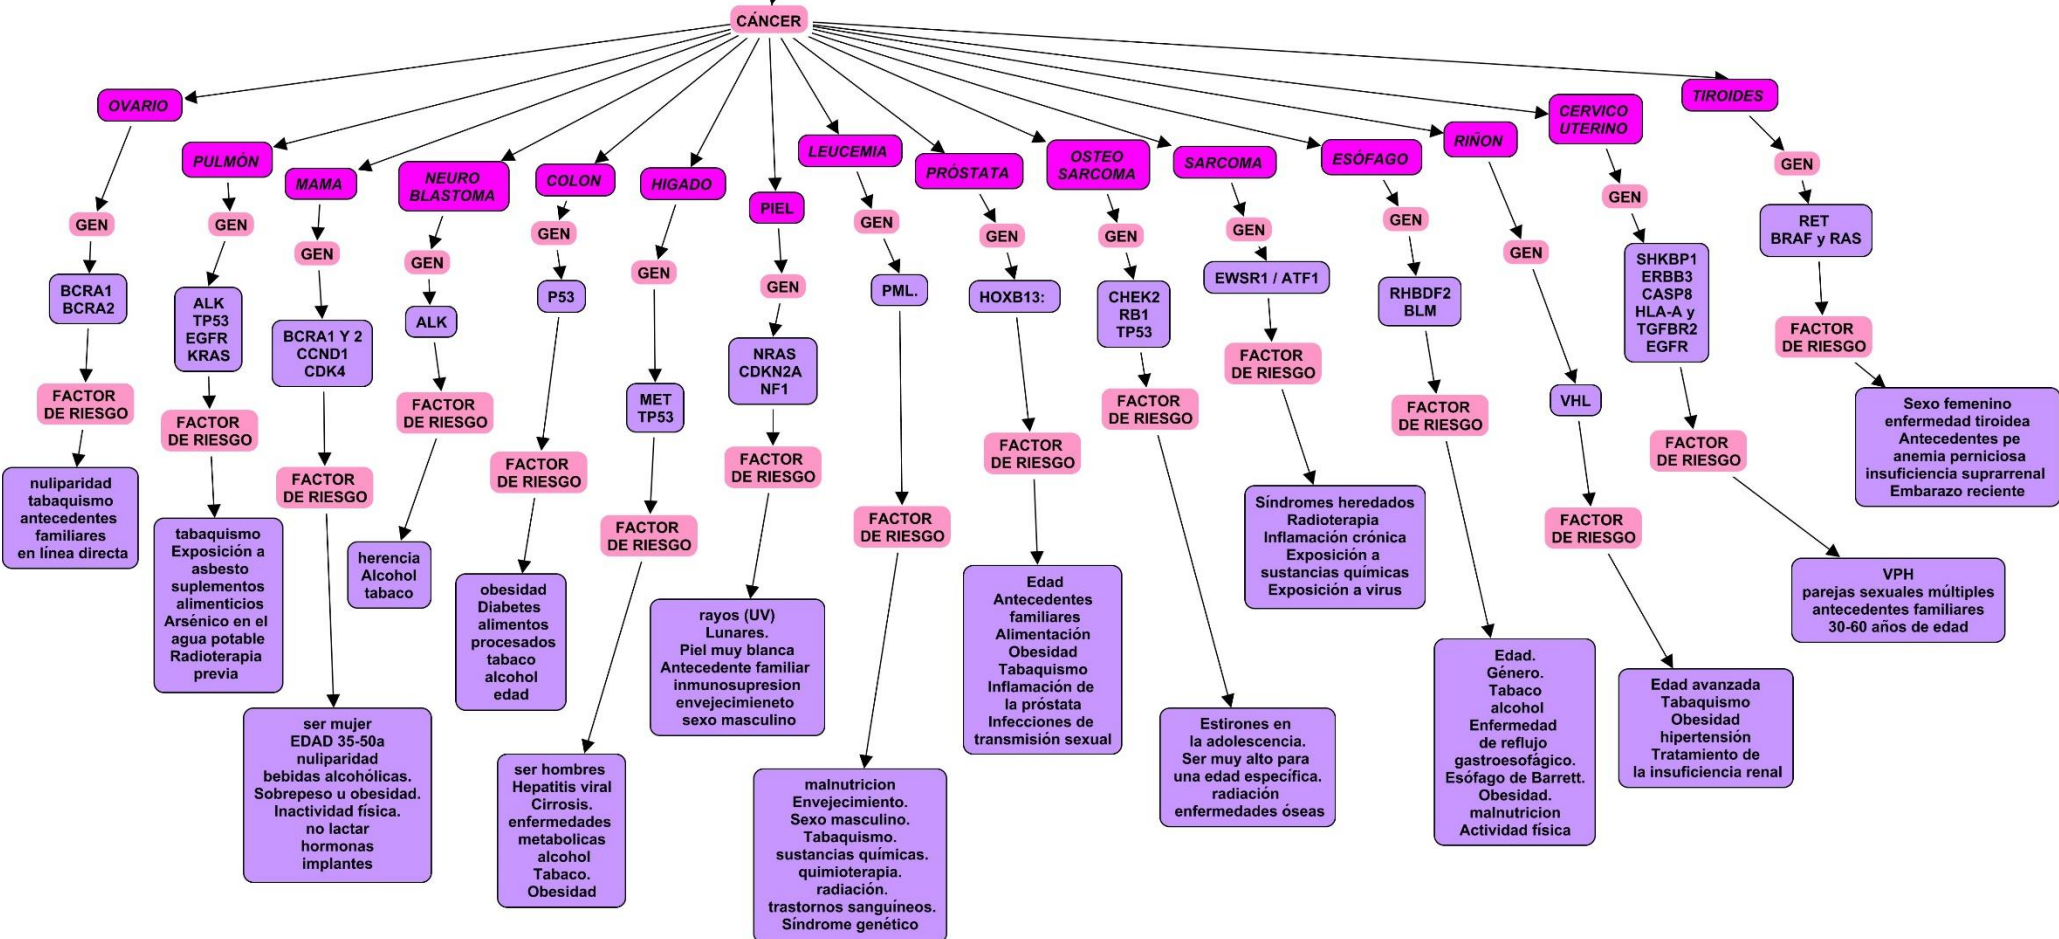 CÁNCER
OVARIO
GEN
BCRA1
BCRA2
FACTOR
DE RIESGO
nuliparidad
tabaquismo
antecedentes
familiares
en línea directa
PULMÓN
GEN
ALK
TP53
EGFR
KRAS
FACTOR
DE RIESGO
tabaquismo
Exposición a
asbesto
suplementos
alimenticios
Arsénico en el
agua potable
Radioterapia
previa
MAMA
GEN
BCRA1 Y 2
CCND1
CDK4
FACTOR
DE RIESGO
ser mujer
EDAD 35-50a
nuliparidad
bebidas alcohólicas.
Sobrepeso u obesidad.
Inactividad física.
no lactar
hormonas
implantes
NEURO
BLASTOMA
GEN
ALK
FACTOR
DE RIESGO
herencia
Alcohol
tabaco
COLON
GEN
P53
FACTOR
DE RIESGO
obesidad
Diabetes
alimentos
procesados
tabaco
alcohol
edad
HIGADO
GEN
MET
TP53
FACTOR
DE RIESGO
ser hombres
Hepatitis viral
Cirrosis.
enfermedades
metabolicas
alcohol
Tabaco.
Obesidad
PIEL
GEN
NRAS
CDKN2A
NF1
FACTOR
DE RIESGO
rayos (UV)
Lunares.
Piel muy blanca
Antecedente familiar
inmunosupresion
envejecimieneto
sexo masculino
LEUCEMIA
GEN
PML.
FACTOR
DE RIESGO
malnutricion
Envejecimiento.
Sexo masculino.
Tabaquismo.
sustancias químicas.
quimioterapia.
radiación.
trastornos sanguíneos.
Síndrome genético
PRÓSTATA
GEN
HOXB13:
FACTOR
DE RIESGO
Edad
Antecedentes
familiares
Alimentación
Obesidad
Tabaquismo
Inflamación de
la próstata
Infecciones de
transmisión sexual
OSTEO
SARCOMA
GEN
CHEK2
RB1
TP53
FACTOR
DE RIESGO
Estirones en
la adolescencia.
Ser muy alto para
una edad específica.
radiación
enfermedades óseas
SARCOMA
GEN
EWSR1 / ATF1
FACTOR
DE RIESGO
Síndromes heredados
Radioterapia
Inflamación crónica
Exposición a
sustancias químicas
Exposición a virus
ESÓFAGO
GEN
RHBDF2
BLM
FACTOR
DE RIESGO
Edad.
Género.
Tabaco
alcohol
Enfermedad
de reflujo
gastroesofágico.
Esófago de Barrett.
Obesidad.
malnutricion
Actividad física
RIÑON
GEN
VHL
FACTOR
DE RIESGO
Edad avanzada
Tabaquismo
Obesidad
hipertensión
Tratamiento de
la insuficiencia renal
CERVICO
UTERINO
GEN
SHKBP1
ERBB3
CASP8
HLA-A y
TGFBR2
EGFR
FACTOR
DE RIESGO
VPH
parejas sexuales múltiples
antecedentes familiares
30-60 años de edad
TIROIDES
GEN
RET
BRAF y RAS
FACTOR
DE RIESGO
Sexo femenino
enfermedad tiroidea
Antecedentes pe
anemia perniciosa
insuficiencia suprarrenal
Embarazo reciente